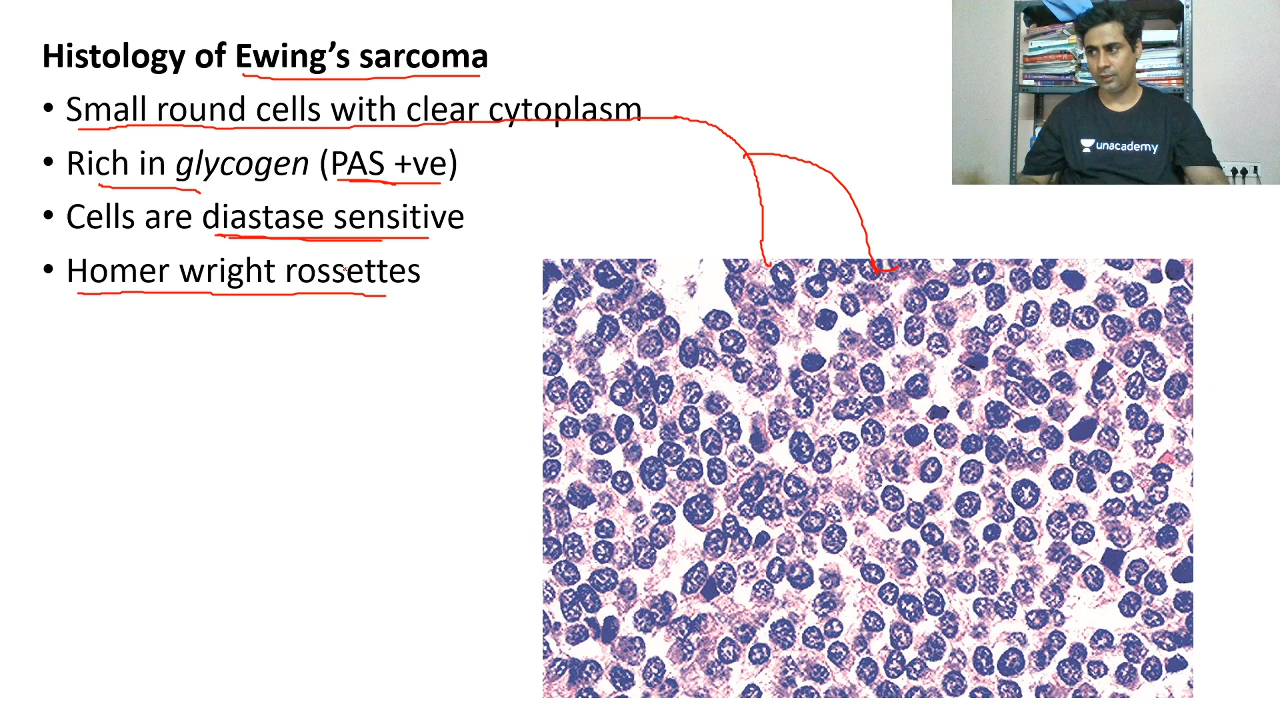 Histology of Ewing’s sarcoma
• Small round cells with clear cytoplasm
• Rich in glycogen (PAS +ve)
• Cells are diastase sensitive
• Homer wright rossettes
unacademy